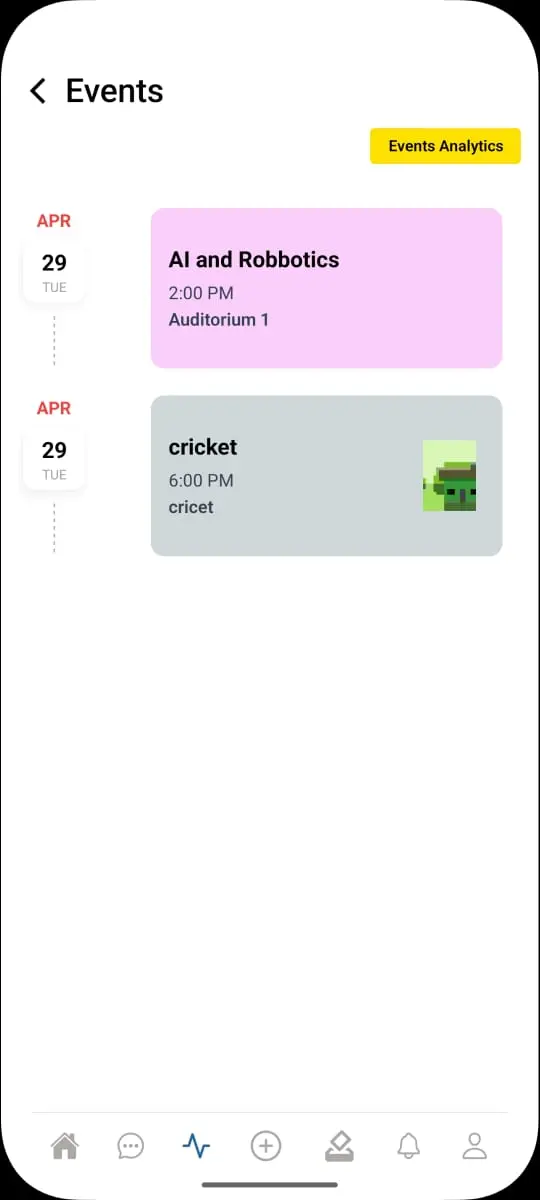 Events
Events Analytics
APR
29
TUE
AI and Robbotics
2:00 PM
Auditorium 1
APR
29
TUE
cricket
6:00 PM
cricet